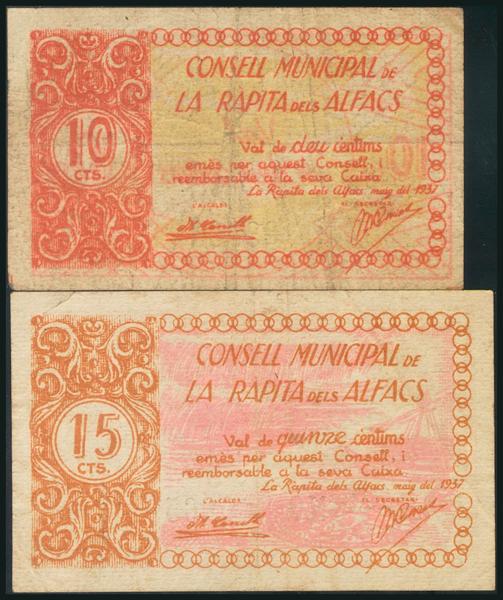 CONSELL MUNICIPAL DE
LA RAPITA DELS ALFACS
10
CTS.
Val de deu cèntims
emès per aquest Consell, i
reemborsable a la seva Caixa.
La Rapita dels Alfacs maig del 1937
L'ALCALDE EL SECRETARI
CONSELL MUNICIPAL DE
LA RAPITA DELS ALFACS
15
CTS.
Val de quinze cèntims
emès per aquest Consell, i
reemborsable a la seva Caixa
La Rapita dels Alfacs. maig del 1937
L'ALCALDE EL SECRETARI